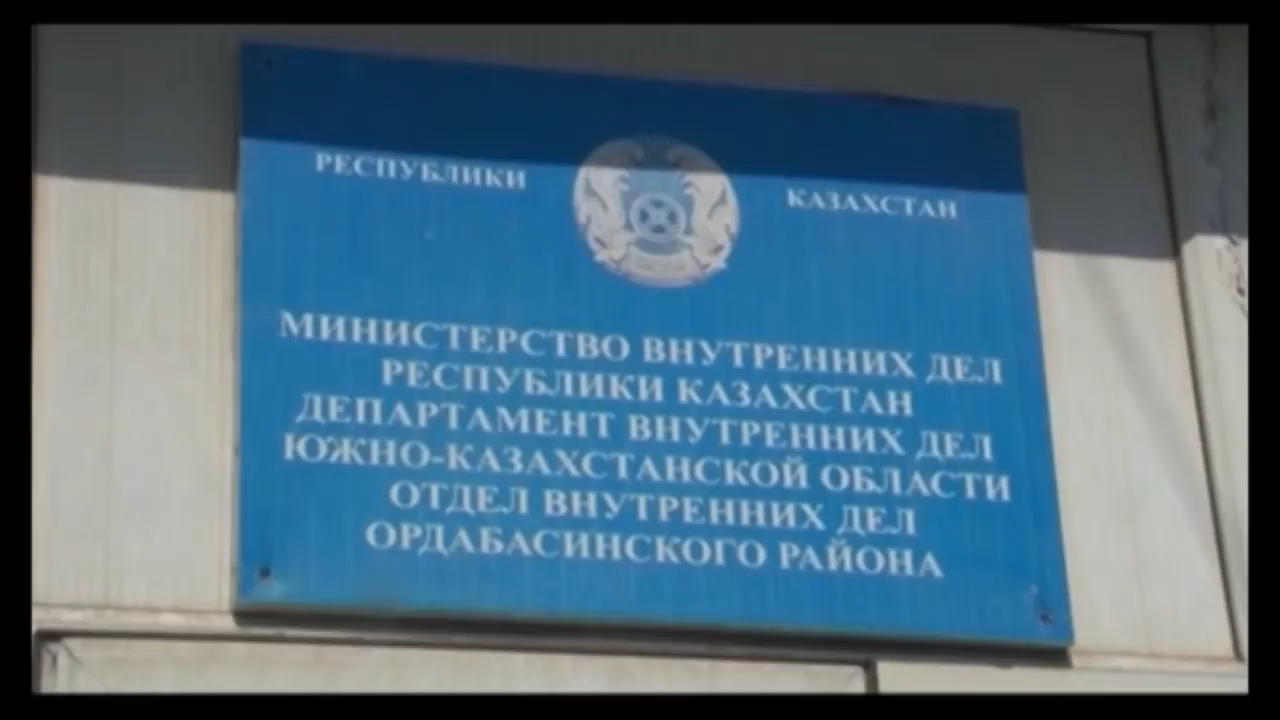 РЕСПУБЛИКИ КАЗАХСТАН
МИНИСТЕРСТВО ВНУТРЕННИХ ДЕЛ
РЕСПУБЛИКИ КАЗАХСТАН
ДЕПАРТАМЕНТ ВНУТРЕННИХ ДЕЛ
ЮЖНО-КАЗАХСТАНСКОЙ ОБЛАСТИ
ОТДЕЛ ВНУТРЕННИХ ДЕЛ
ОРДАБАСИНСКОГО РАЙОНА